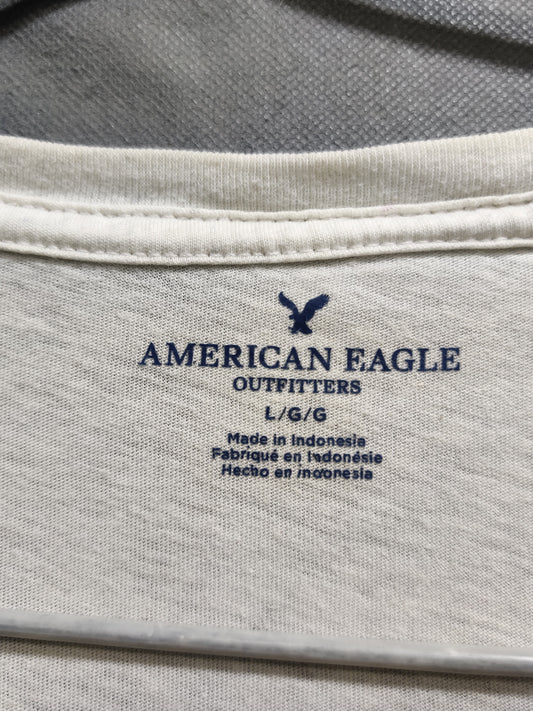 AMERICAN EAGLE
OUTFITTERS
L/G/G
Made in Indonesia
Fabriqué en Indonésie
Hecho en Indonesia